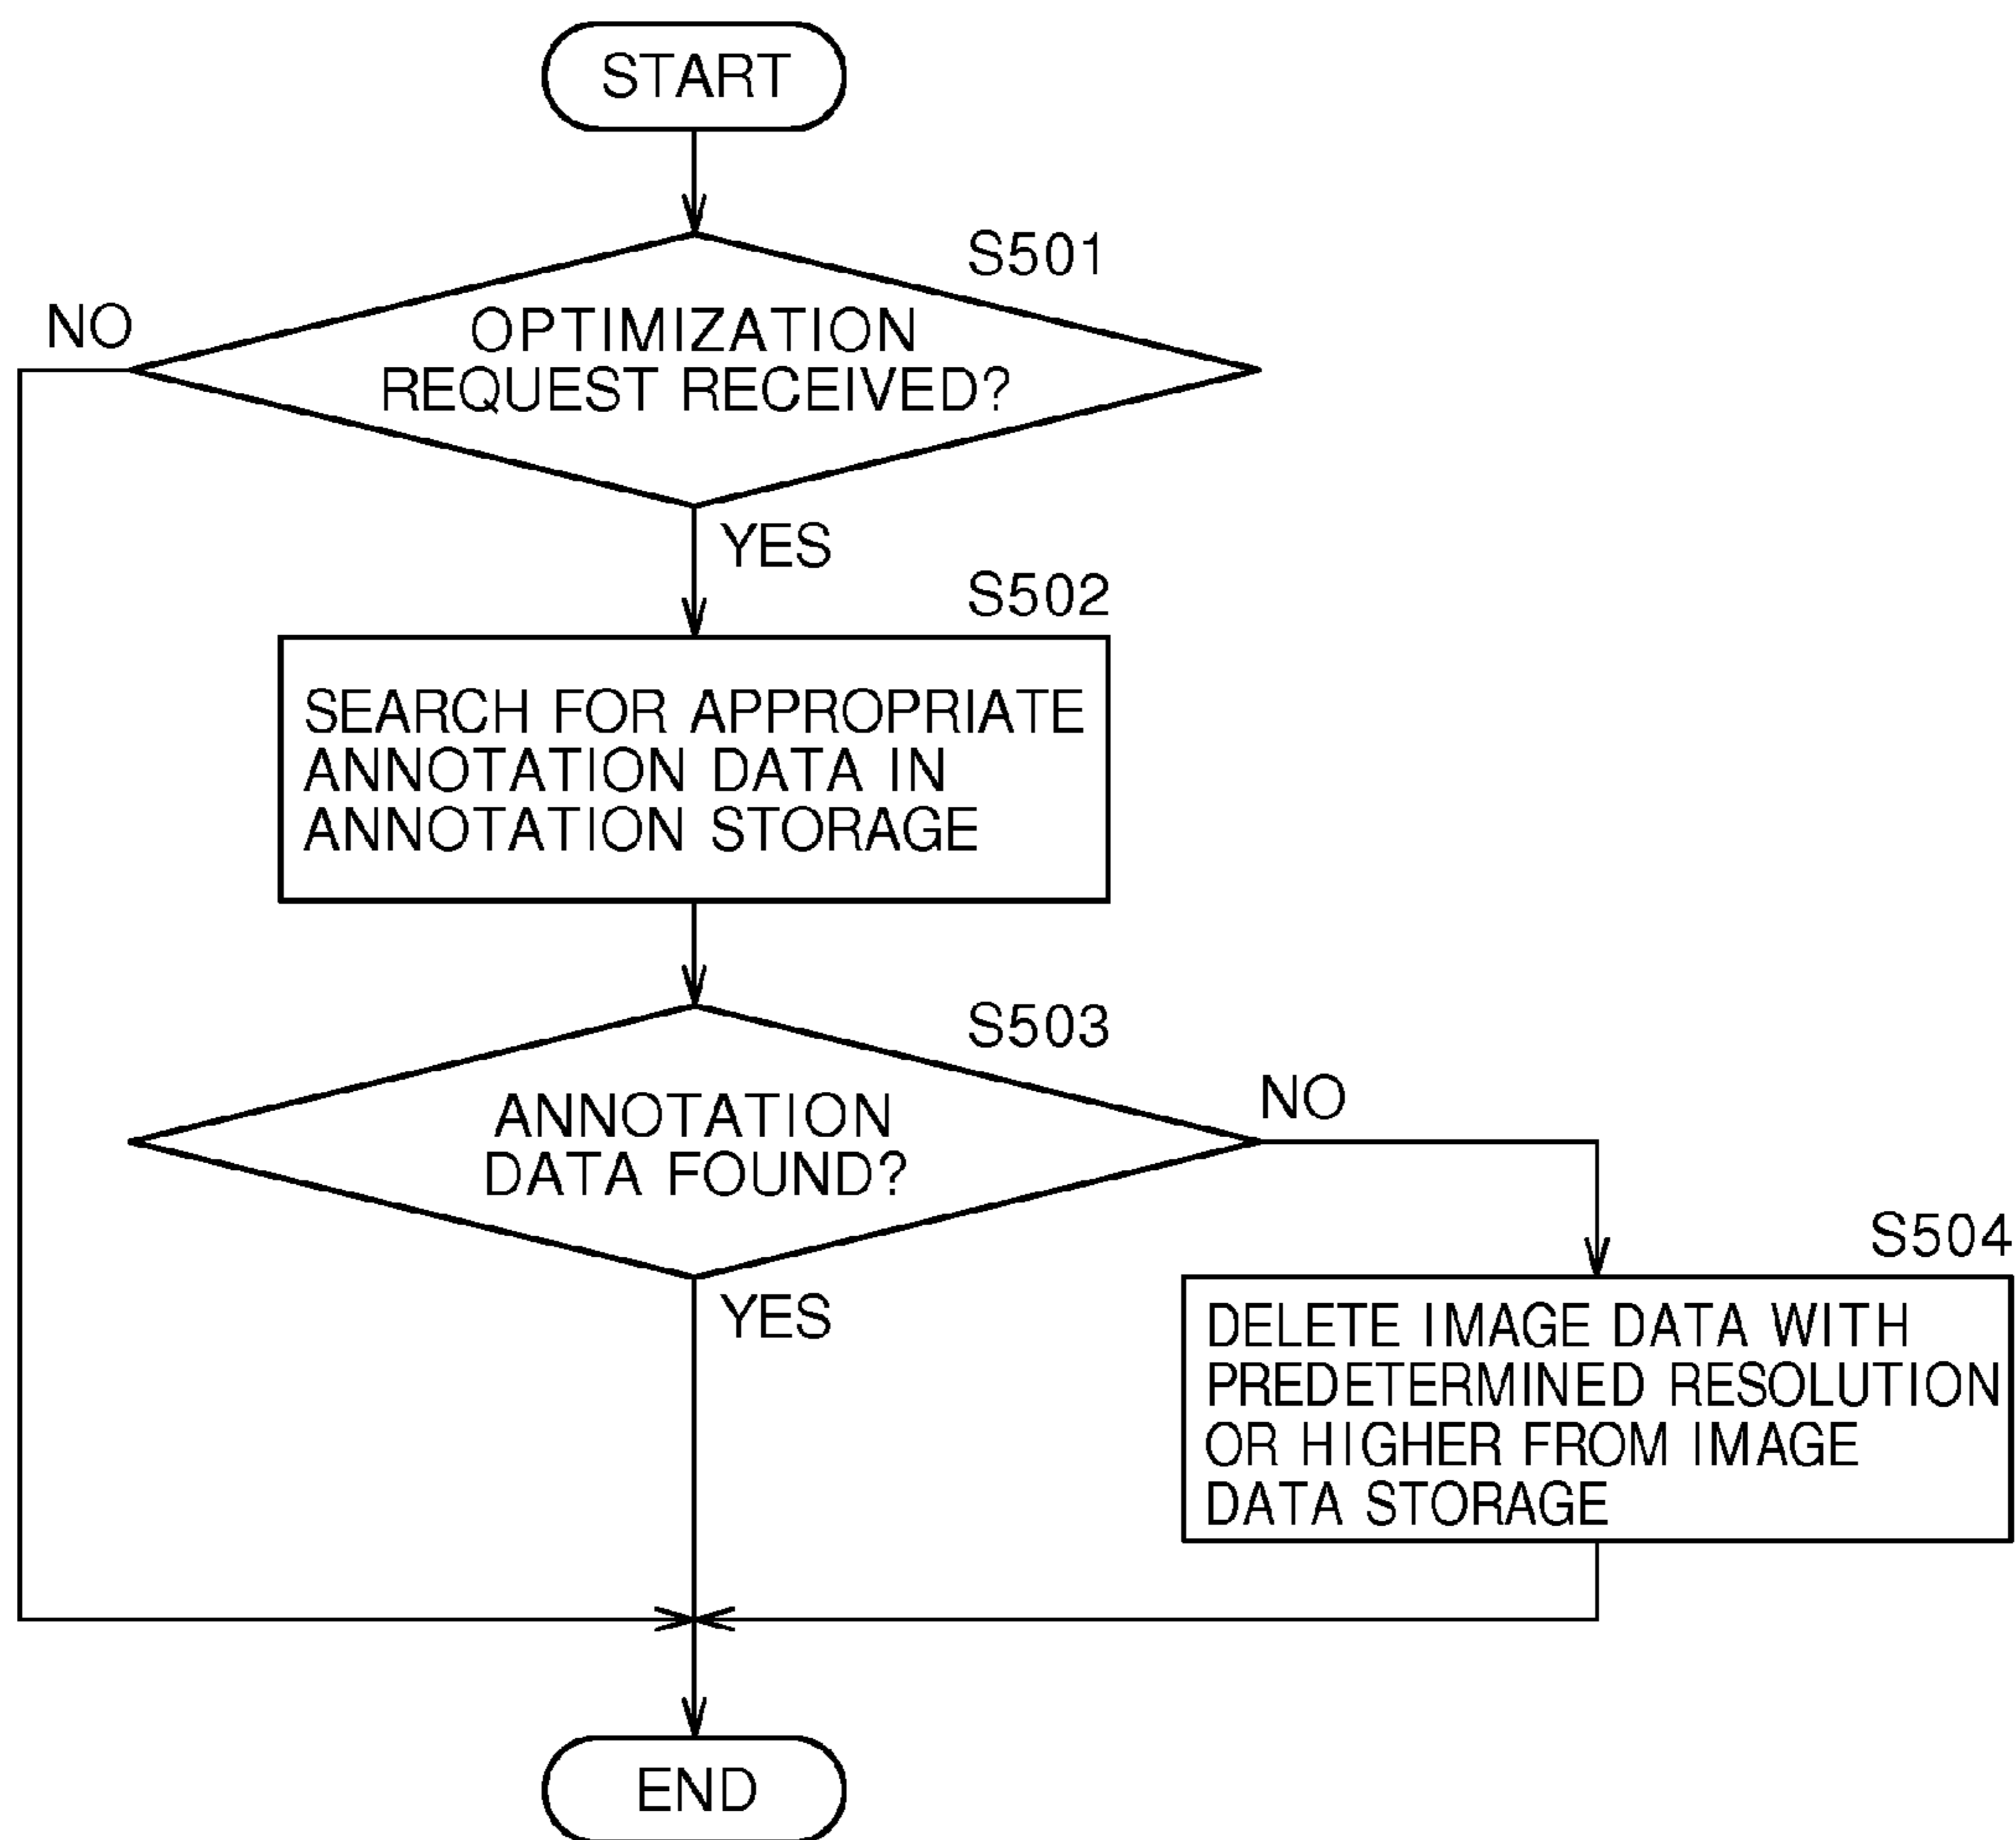 START
S501
NO
OPTIMIZATION
REQUEST RECEIVED?
YES
S502
SEARCH FOR APPROPRIATE
ANNOTATION DATA IN
ANNOTATION STORAGE
S503
ANNOTATION
DATA FOUND?
NO
YES
S504
DELETE IMAGE DATA WITH
PREDETERMINED RESOLUTION
OR HIGHER FROM IMAGE
DATA STORAGE
END